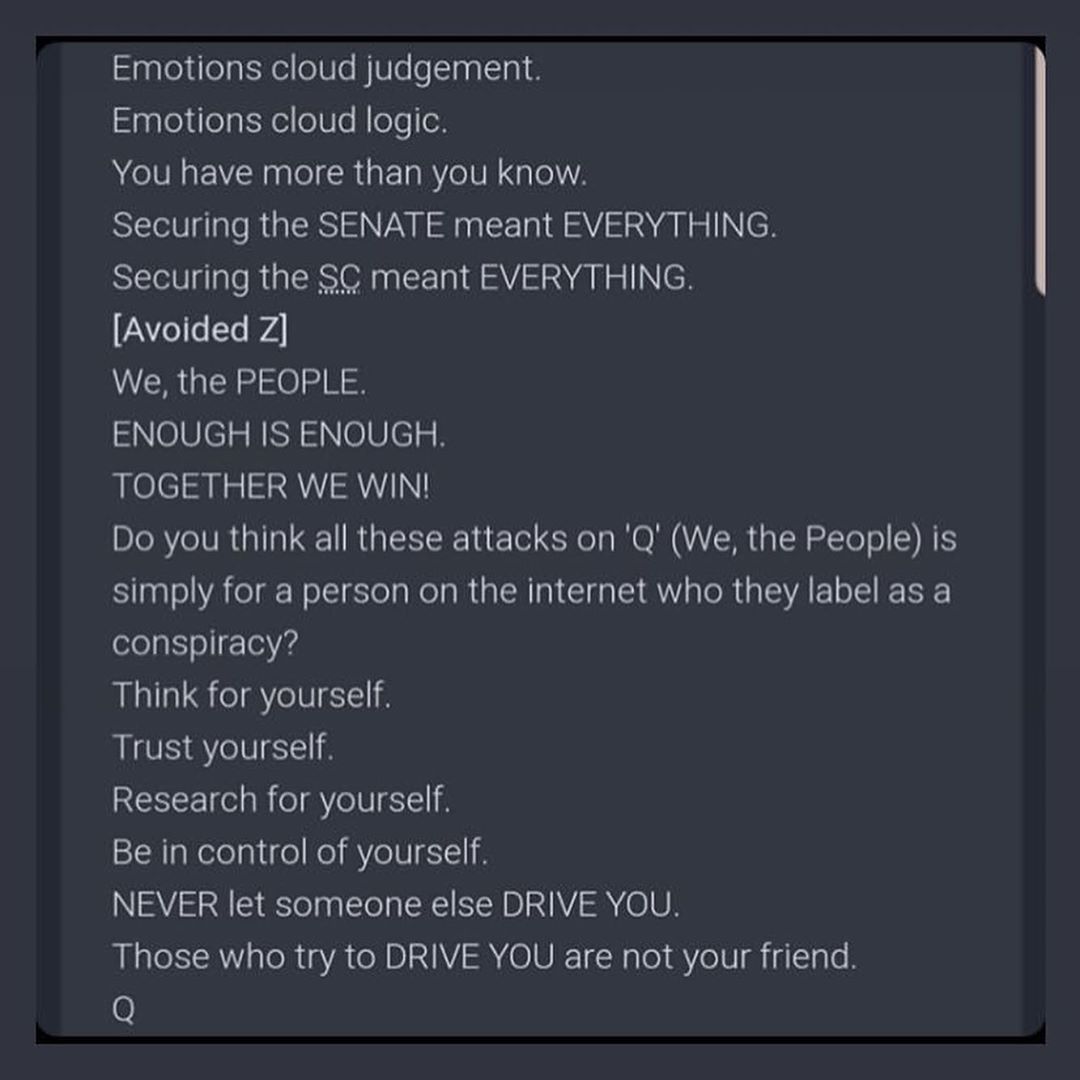 Emotions cloud judgement.
Emotions cloud logic.
You have more than you know.
Securing the SENATE meant EVERYTHING.
Securing the SC meant EVERYTHING.
[Avoided Z]
We, the PEOPLE.
ENOUGH IS ENOUGH.
TOGETHER WE WIN!
Do you think all these attacks on 'Q' (We, the People) is
simply for a person on the internet who they label as a
conspiracy?
Think for yourself.
Trust yourself.
Research for yourself.
Be in control of yourself.
NEVER let someone else DRIVE YOU.
Those who try to DRIVE YOU are not your friend.
Q